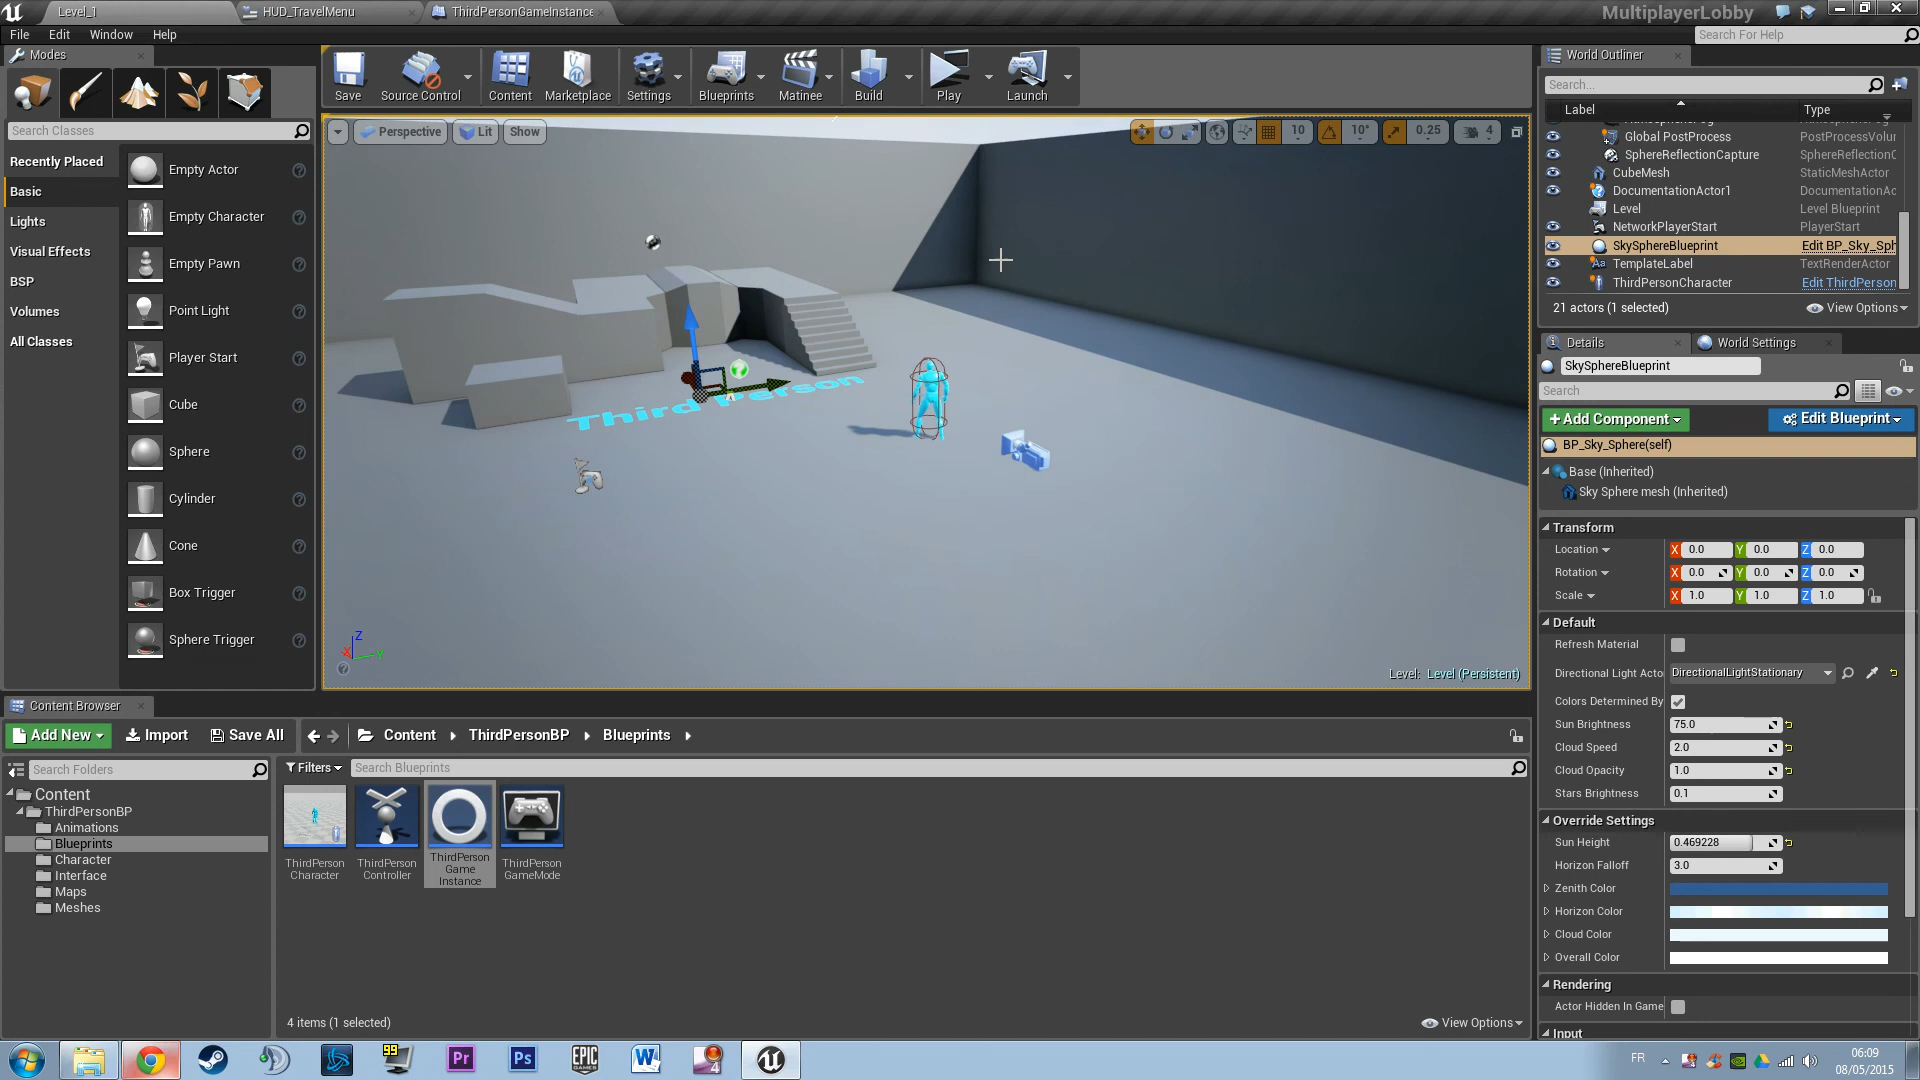 Level_1
HUD_TravelMenu
ThirdPersonGameInstance
MultiplayerLobby
File Edit Window Help
Search For Help
Modes
Search Classes
Recently Placed
Basic
Lights
Visual Effects
BSP
Volumes
All Classes
Empty Actor
Empty Character
Empty Pawn
Point Light
Player Start
Cube
Sphere
Cylinder
Cone
Box Trigger
Sphere Trigger
Save
Source Control
Content
Marketplace
Settings
Blueprints
Matinee
Build
Play
Launch
Perspective
Lit
Show
10
10°
0.25
4
Third Person
Z
X
Y
Level: Level (Persistent)
World Outliner
Search...
Label Type
Global PostProcess PostProcessVolur
SphereReflectionCapture SphereReflectionC
CubeMesh StaticMeshActor
DocumentationActor1 DocumentationAc
Level Level Blueprint
NetworkPlayerStart PlayerStart
SkySphereBlueprint Edit BP_Sky_Sph
TemplateLabel TextRenderActor
ThirdPersonCharacter Edit ThirdPerson
21 actors (1 selected)
View Options
Details
World Settings
SkySphereBlueprint
Search
Add Component
Edit Blueprint
BP_Sky_Sphere(self)
Base (Inherited)
Sky Sphere mesh (Inherited)
Transform
Location X 0.0 Y 0.0 Z 0.0
Rotation X 0.0 Y 0.0 Z 0.0
Scale X 1.0 Y 1.0 Z 1.0
Default
Refresh Material
Directional Light Acto DirectionalLightStationary
Colors Determined By
Sun Brightness 75.0
Cloud Speed 2.0
Cloud Opacity 1.0
Stars Brightness 0.1
Override Settings
Sun Height 0.469228
Horizon Falloff 3.0
Zenith Color
Horizon Color
Cloud Color
Overall Color
Rendering
Actor Hidden In Game
Input
Content Browser
Add New
Import
Save All
Content
ThirdPersonBP
Blueprints
Search Folders
Filters
Search Blueprints
Content
ThirdPersonBP
Animations
Blueprints
Character
Interface
Maps
Meshes
ThirdPerson
Character
ThirdPerson
Controller
ThirdPerson
Game
Instance
ThirdPerson
GameMode
4 items (1 selected)
View Options
99
Pr
Ps
EPIC
GAMES
W
4
FR
06:09
08/05/2015